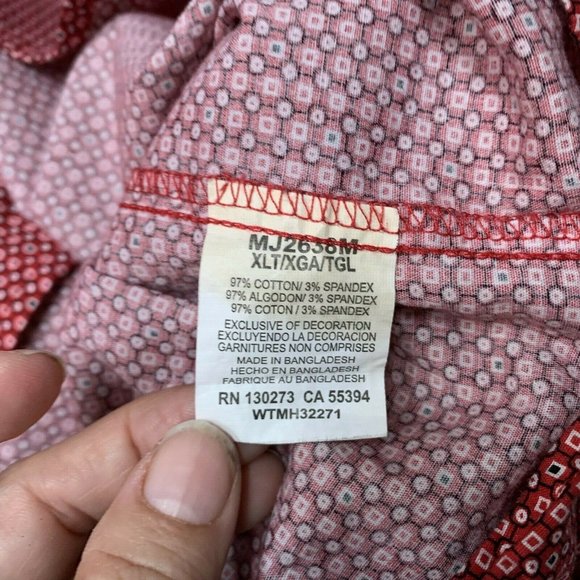 MJ2638M
XLT/XGA/TGL
97% COTTON/ 3% SPANDEX
97% ALGODON/ 3% SPANDEX
97% COTON/ 3% SPANDEX
EXCLUSIVE OF DECORATION
EXCLUYENDO LA DECORACION
GARNITURES NON COMPRISES
MADE IN BANGLADESH
HECHO EN BANGLADESH
FABRIQUE AU BANGLADESH
RN 130273 CA 55394
WTMH32271